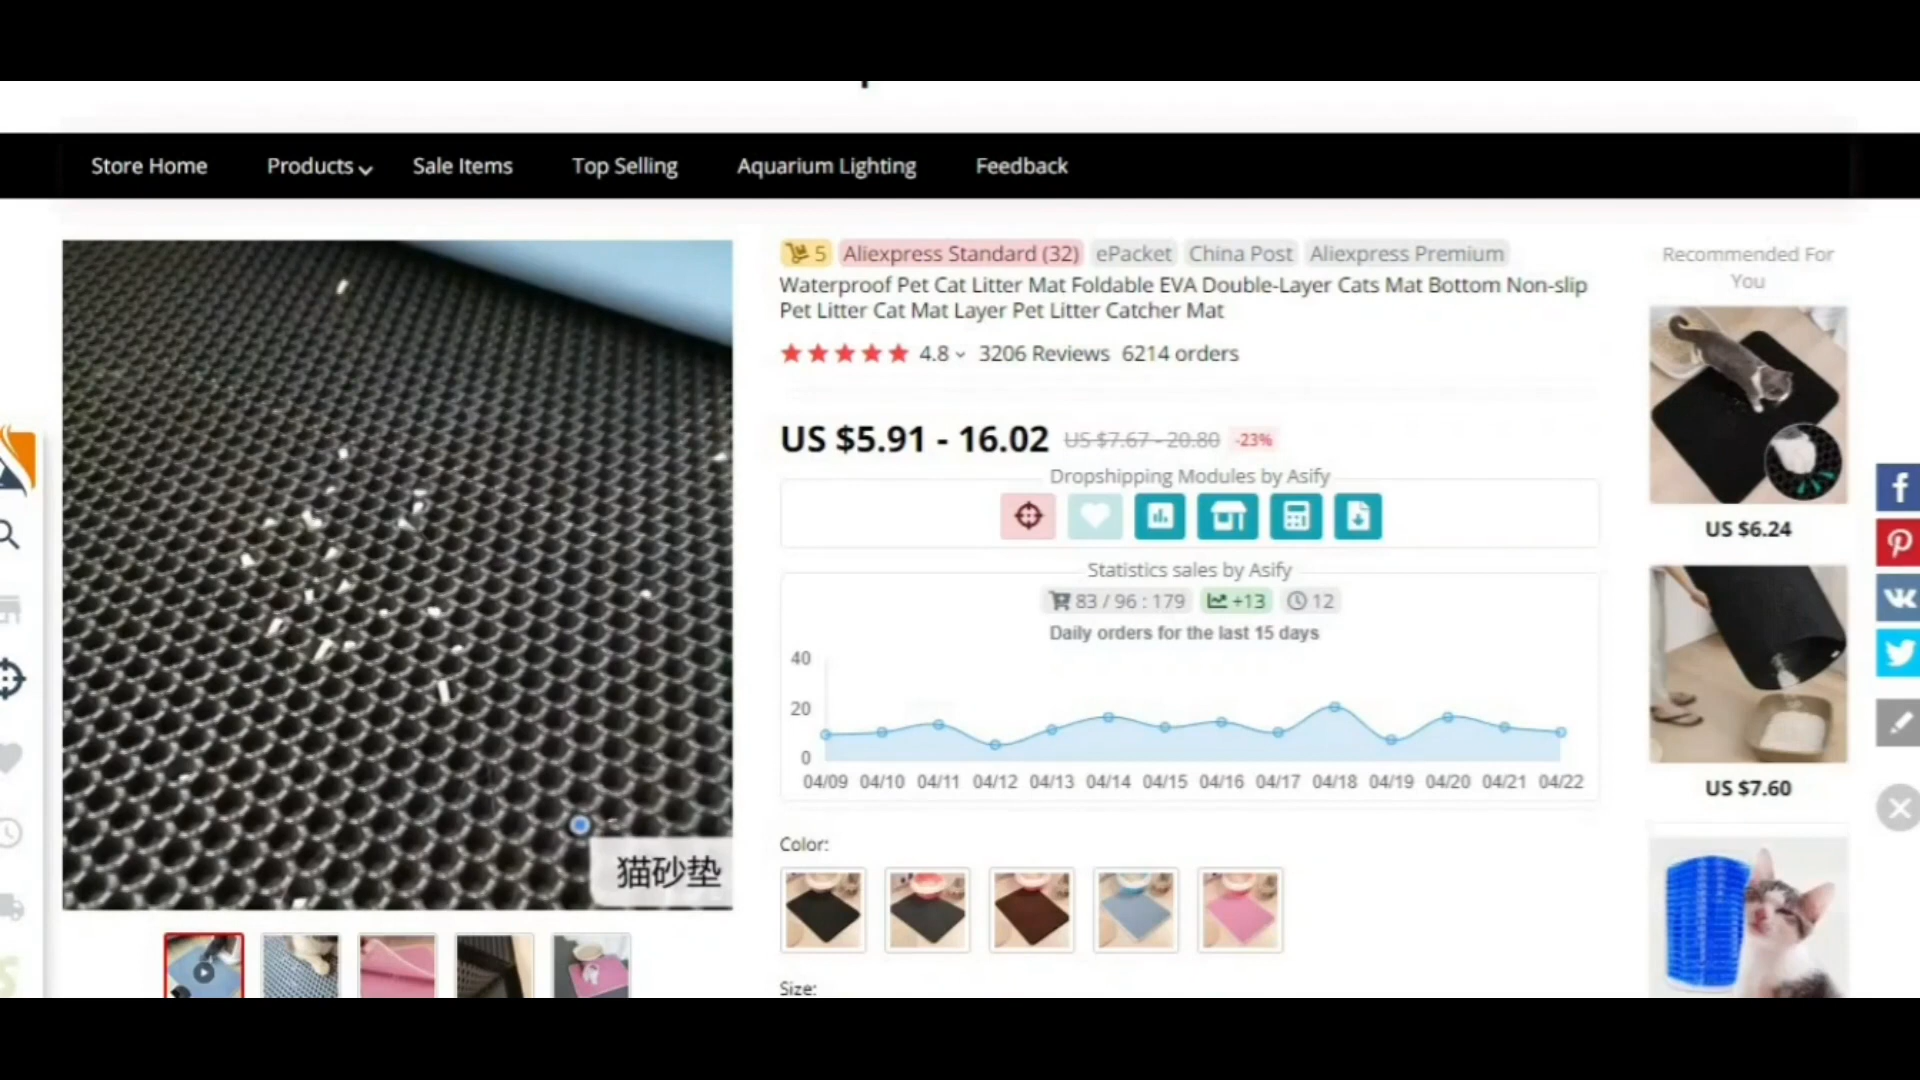 Store Home Products Sale Items Top Selling Aquarium Lighting Feedback
5 Aliexpress Standard (32) ePacket China Post Aliexpress Premium
Waterproof Pet Cat Litter Mat Foldable EVA Double-Layer Cats Mat Bottom Non-slip
Pet Litter Cat Mat Layer Pet Litter Catcher Mat
4.8 3206 Reviews 6214 orders
US $5.91 - 16.02 US $7.67 - 20.80 -23%
Dropshipping Modules by Asify
Statistics sales by Asify
83 / 96 : 179 +13 12
Daily orders for the last 15 days
40
20
0
04/09 04/10 04/11 04/12 04/13 04/14 04/15 04/16 04/17 04/18 04/19 04/20 04/21 04/22
猫砂垫
Color:
Size:
Recommended For
You
US $6.24
US $7.60